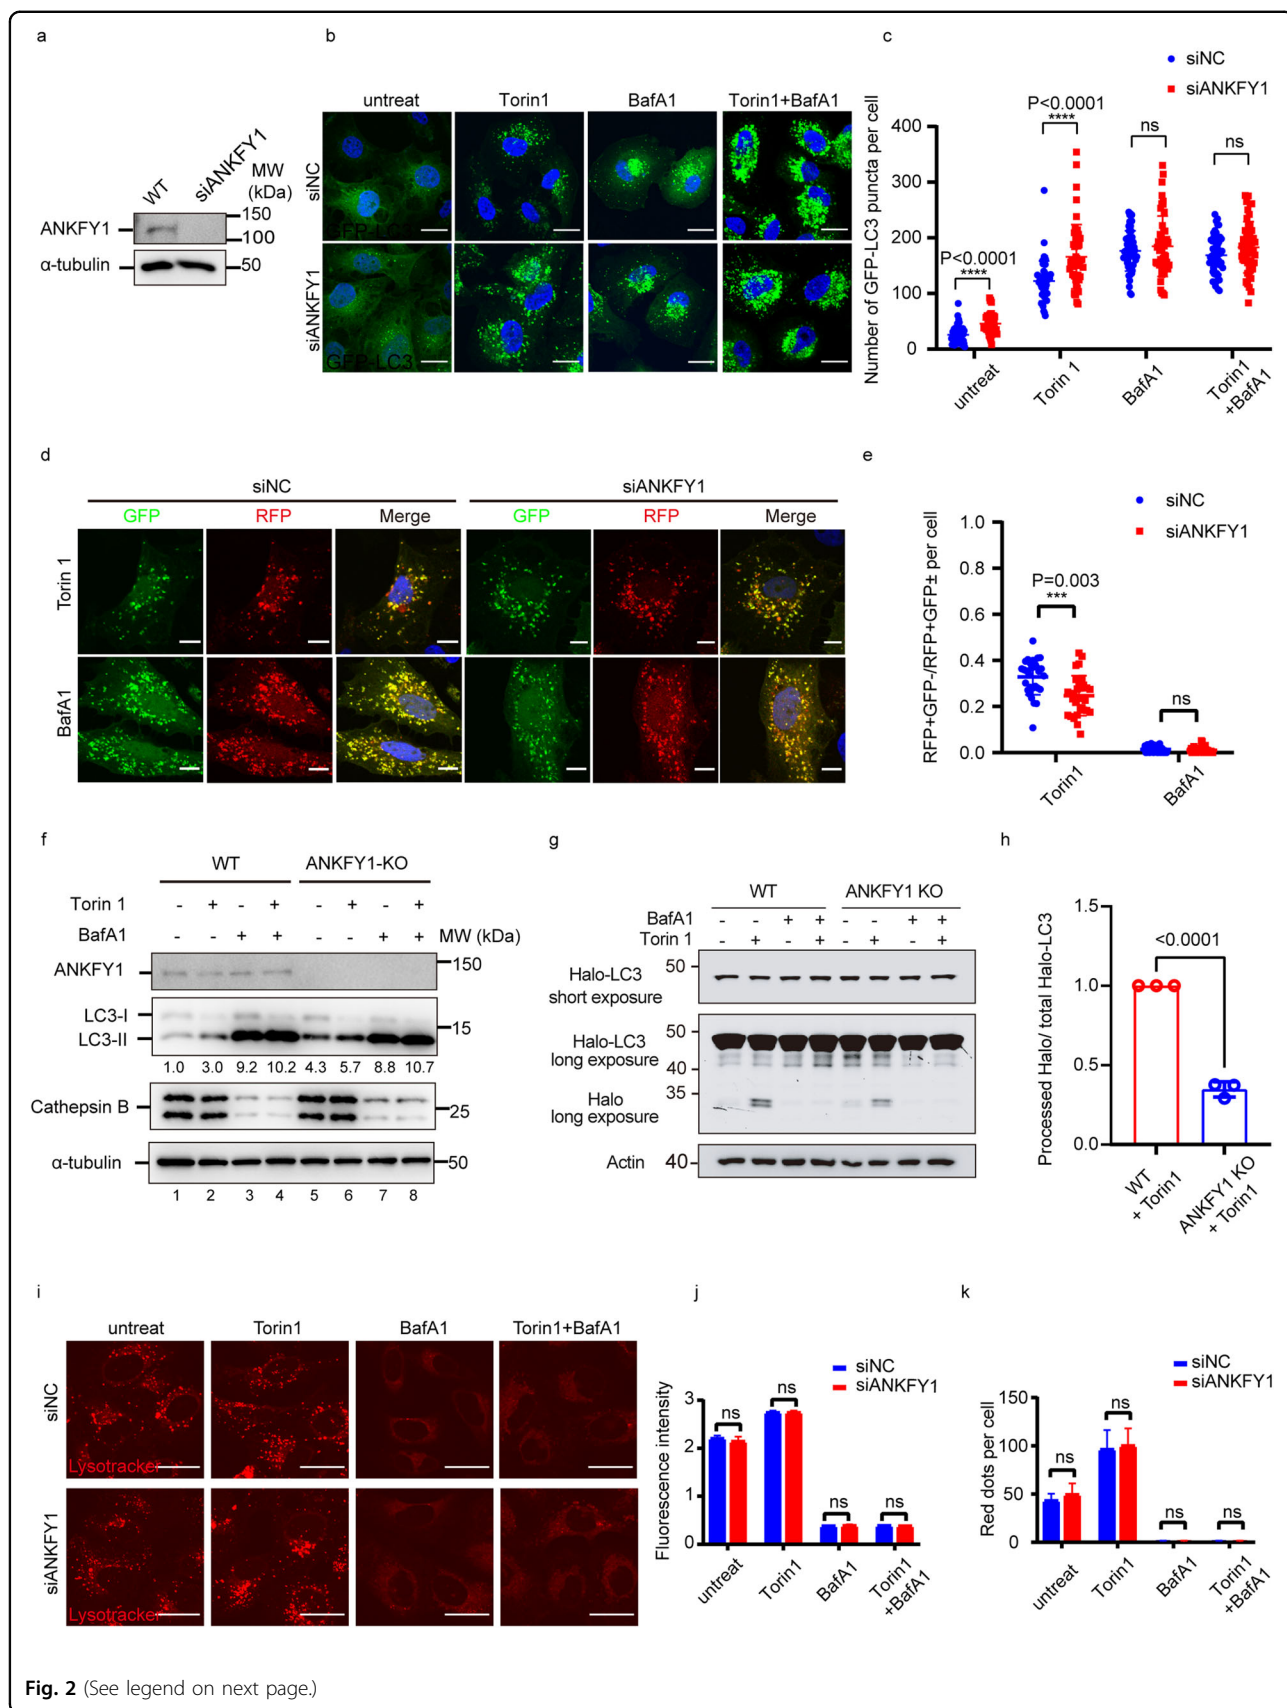 a
WT
siANKFY1
MW
(kDa)
ANKFY1
150
100
α-tubulin
50
b
untreat Torin1 BafA1 Torin1+BafA1
siNC
GFP-LC3
siANKFY1
GFP-LC3
c
siNC
siANKFY1
Number of GFP-LC3 puncta per cell
400
300
200
100
0
P<0.0001
****
P<0.0001
****
ns
ns
untreat
Torin 1
BafA1
Torin1
+BafA1
d
siNC siANKFY1
GFP RFP Merge GFP RFP Merge
Torin 1
BafA1
e
siNC
siANKFY1
RFP+GFP-/RFP+GFP± per cell
1.0
0.8
0.6
0.4
0.2
0.0
P=0.003
***
ns
Torin1
BafA1
f
WT ANKFY1-KO
Torin 1 - + - + - + - +
BafA1 - - + + - - + + MW (kDa)
ANKFY1 150
LC3-I
LC3-II 15
1.0 3.0 9.2 10.2 4.3 5.7 8.8 10.7
Cathepsin B 25
α-tubulin 50
1 2 3 4 5 6 7 8
g
WT ANKFY1 KO
BafA1 - - + + - - + +
Torin 1 - + - + - + - +
Halo-LC3 50
short exposure
Halo-LC3 50
long exposure 40
35
Halo
long exposure
Actin 40
h
Processed Halo/ total Halo-LC3
1.5
1.0
0.5
0.0
<0.0001
WT
+ Torin1
ANKFY1 KO
+ Torin1
i
untreat Torin1 BafA1 Torin1+BafA1
siNC
Lysotracker
siANKFY1
Lysotracker
j
siNC
siANKFY1
Fluorescence intensity
3
2
1
0
ns
ns
ns
ns
untreat
Torin1
BafA1
Torin1
+BafA1
k
siNC
siANKFY1
Red dots per cell
150
100
50
0
ns
ns
ns
ns
untreat
Torin1
BafA1
Torin1
+BafA1
Fig. 2 (See legend on next page.)